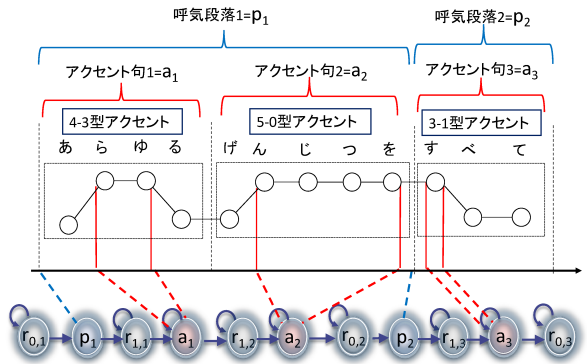 呼気段落1=p1 呼気段落2=p2
アクセント句1=a1 アクセント句2=a2 アクセント句3=a3
4-3型アクセント 5-0型アクセント 3-1型アクセント
あ ら ゆ る げ ん じ つ を す べ て
r0,1 p1 r1,1 a1 r1,2 a2 r0,2 p2 r1,3 a3 r0,3